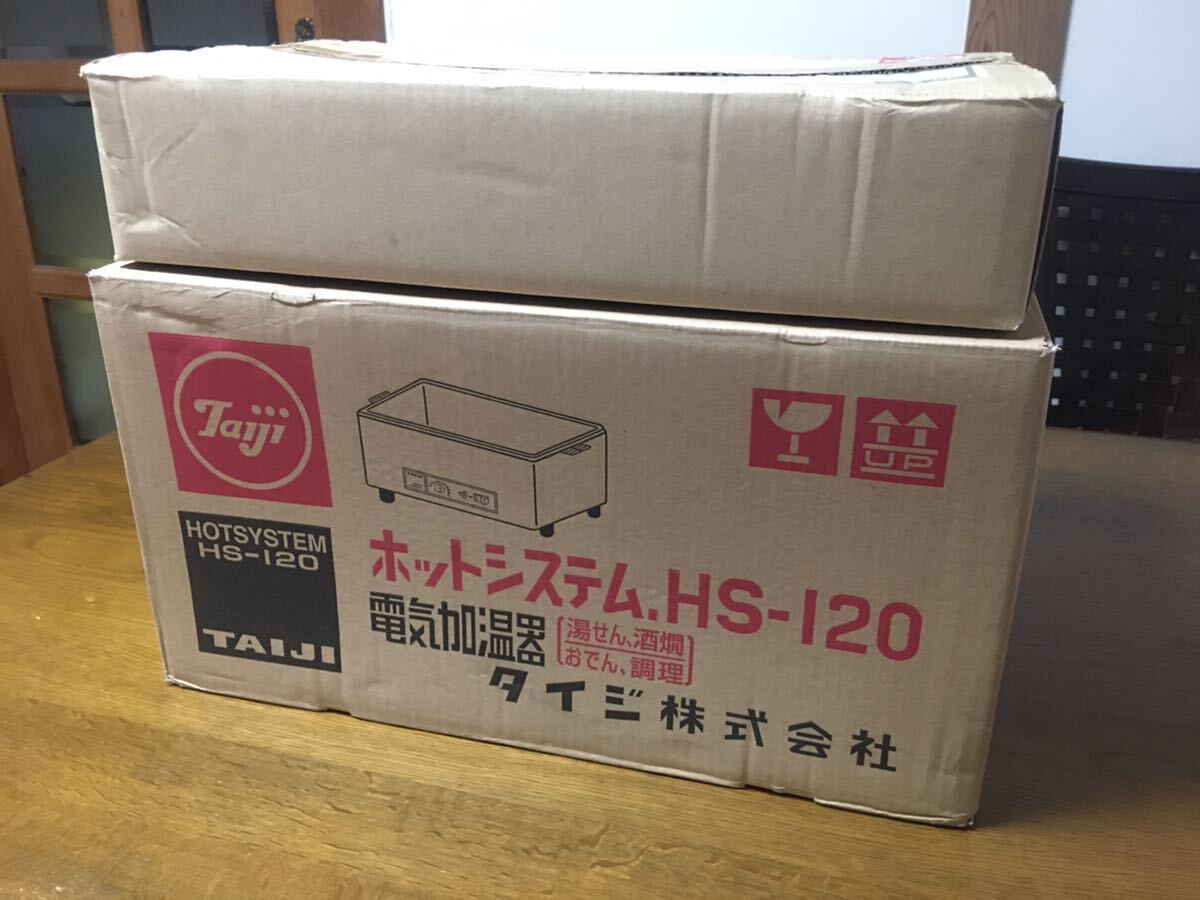 Taiji
HOTSYSTEM
HS-120
TAIJI
UP
ホットシステム.HS-120
電気加温器
湯せん、酒燗
おでん、調理
タイジ株式会社